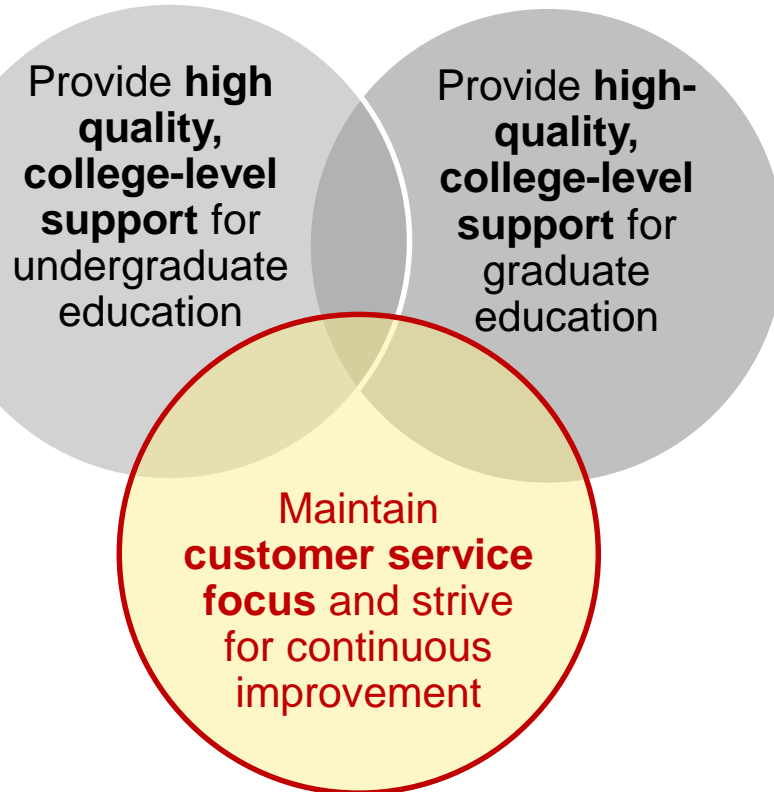 Provide high
quality,
college-level
support for
undergraduate
education
Provide high-
quality,
college-level
support for
graduate
education
Maintain
customer service
focus and strive
for continuous
improvement